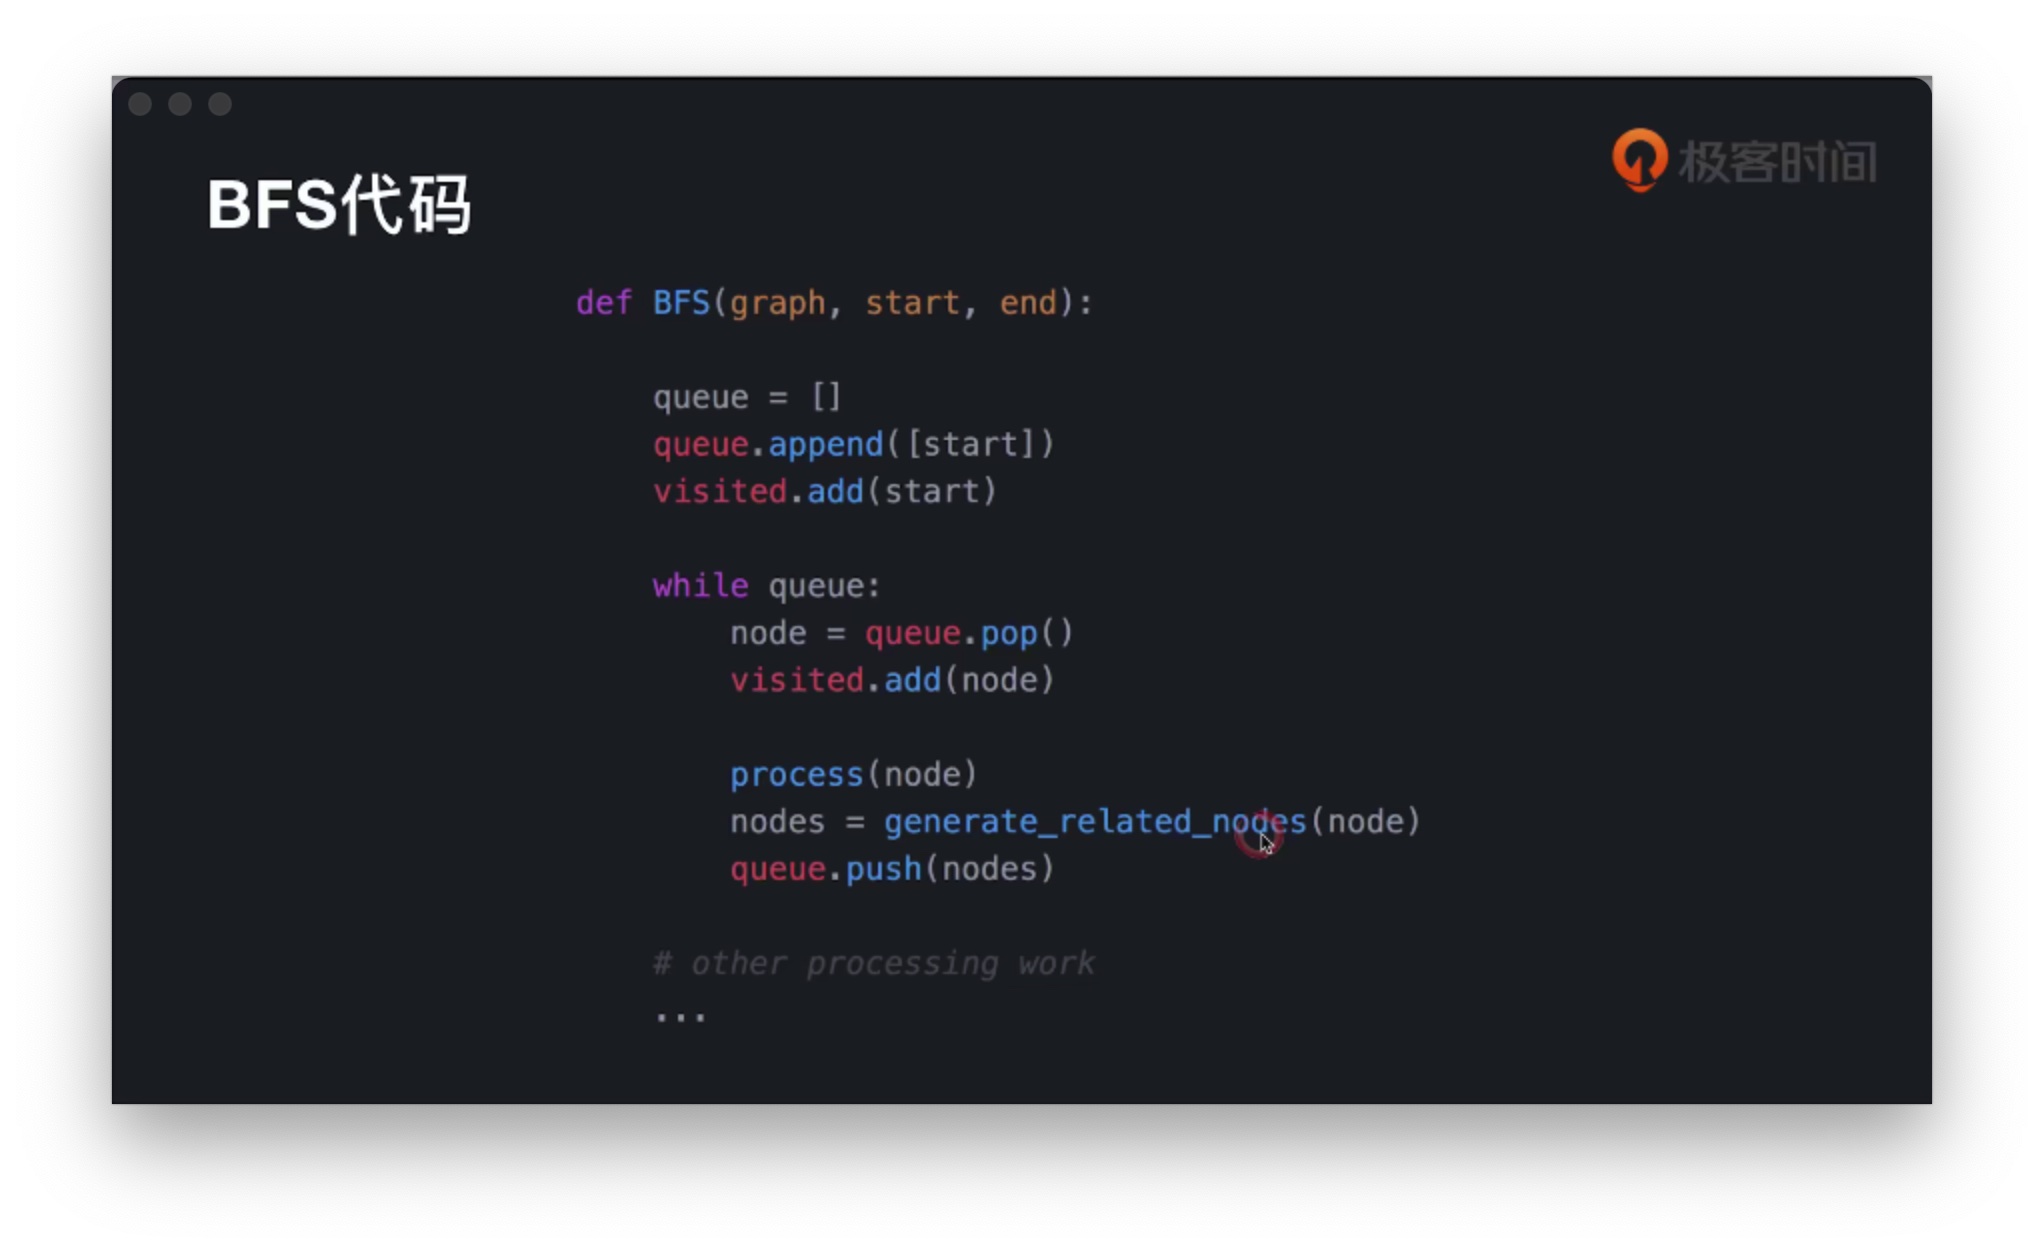 极客时间
BFS代码
def BFS(graph, start, end):
queue = []
queue.append([start])
visited.add(start)
while queue:
node = queue.pop()
visited.add(node)
process(node)
nodes = generate_related_nodes(node)
queue.push(nodes)
# other processing work
...